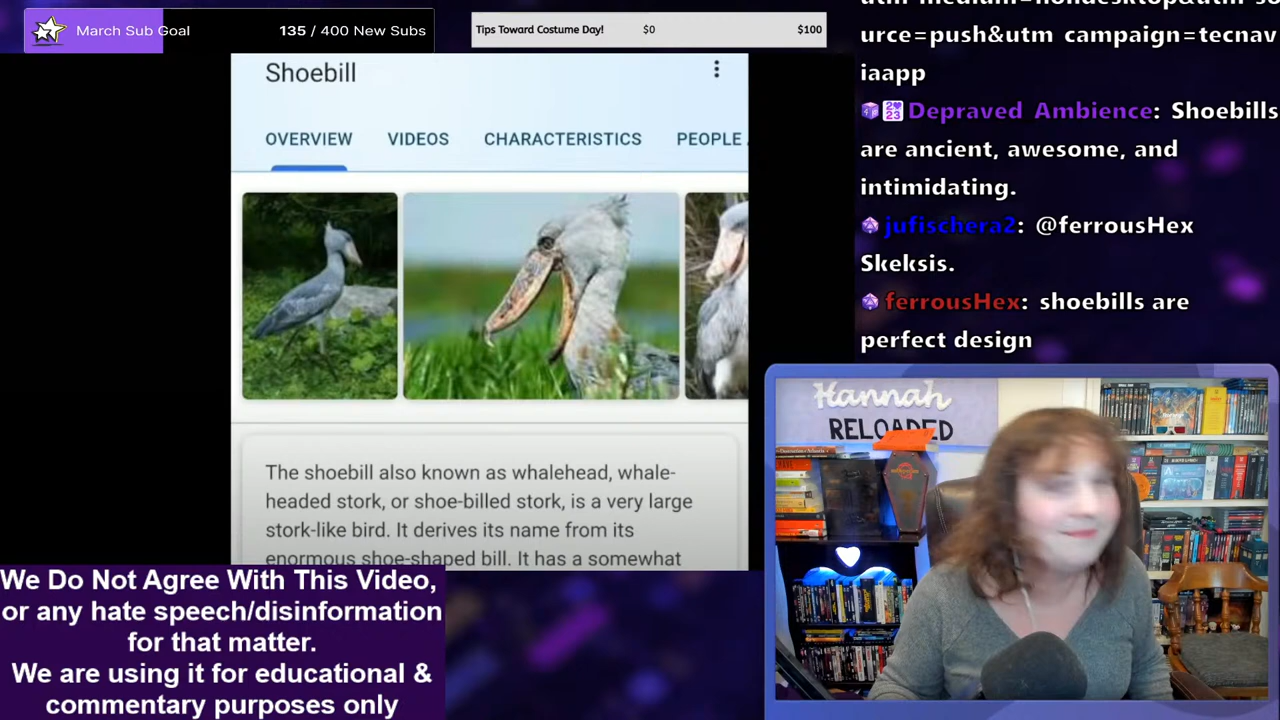 March Sub Goal
135 / 400 New Subs
Tips Toward Costume Day!
$0
$100
Shoebill
OVERVIEW
VIDEOS
CHARACTERISTICS
PEOPLE
The shoebill also known as whalehead, whale-
headed stork, or shoe-billed stork, is a very large
stork-like bird. It derives its name from its
enormous shoe-shaped bill. It has a somewhat
We Do Not Agree With This Video,
or any hate speech/disinformation
for that matter.
We are using it for educational &
commentary purposes only
utm medium=nondesktop&utm so
urce=push&utm campaign=tecnav
iaapp
Depraved Ambience: Shoebills
are ancient, awesome, and
intimidating.
jufischera2: @ferrousHex
Skeksis.
ferrousHex: shoebills are
perfect design
Hannah
RELOADED